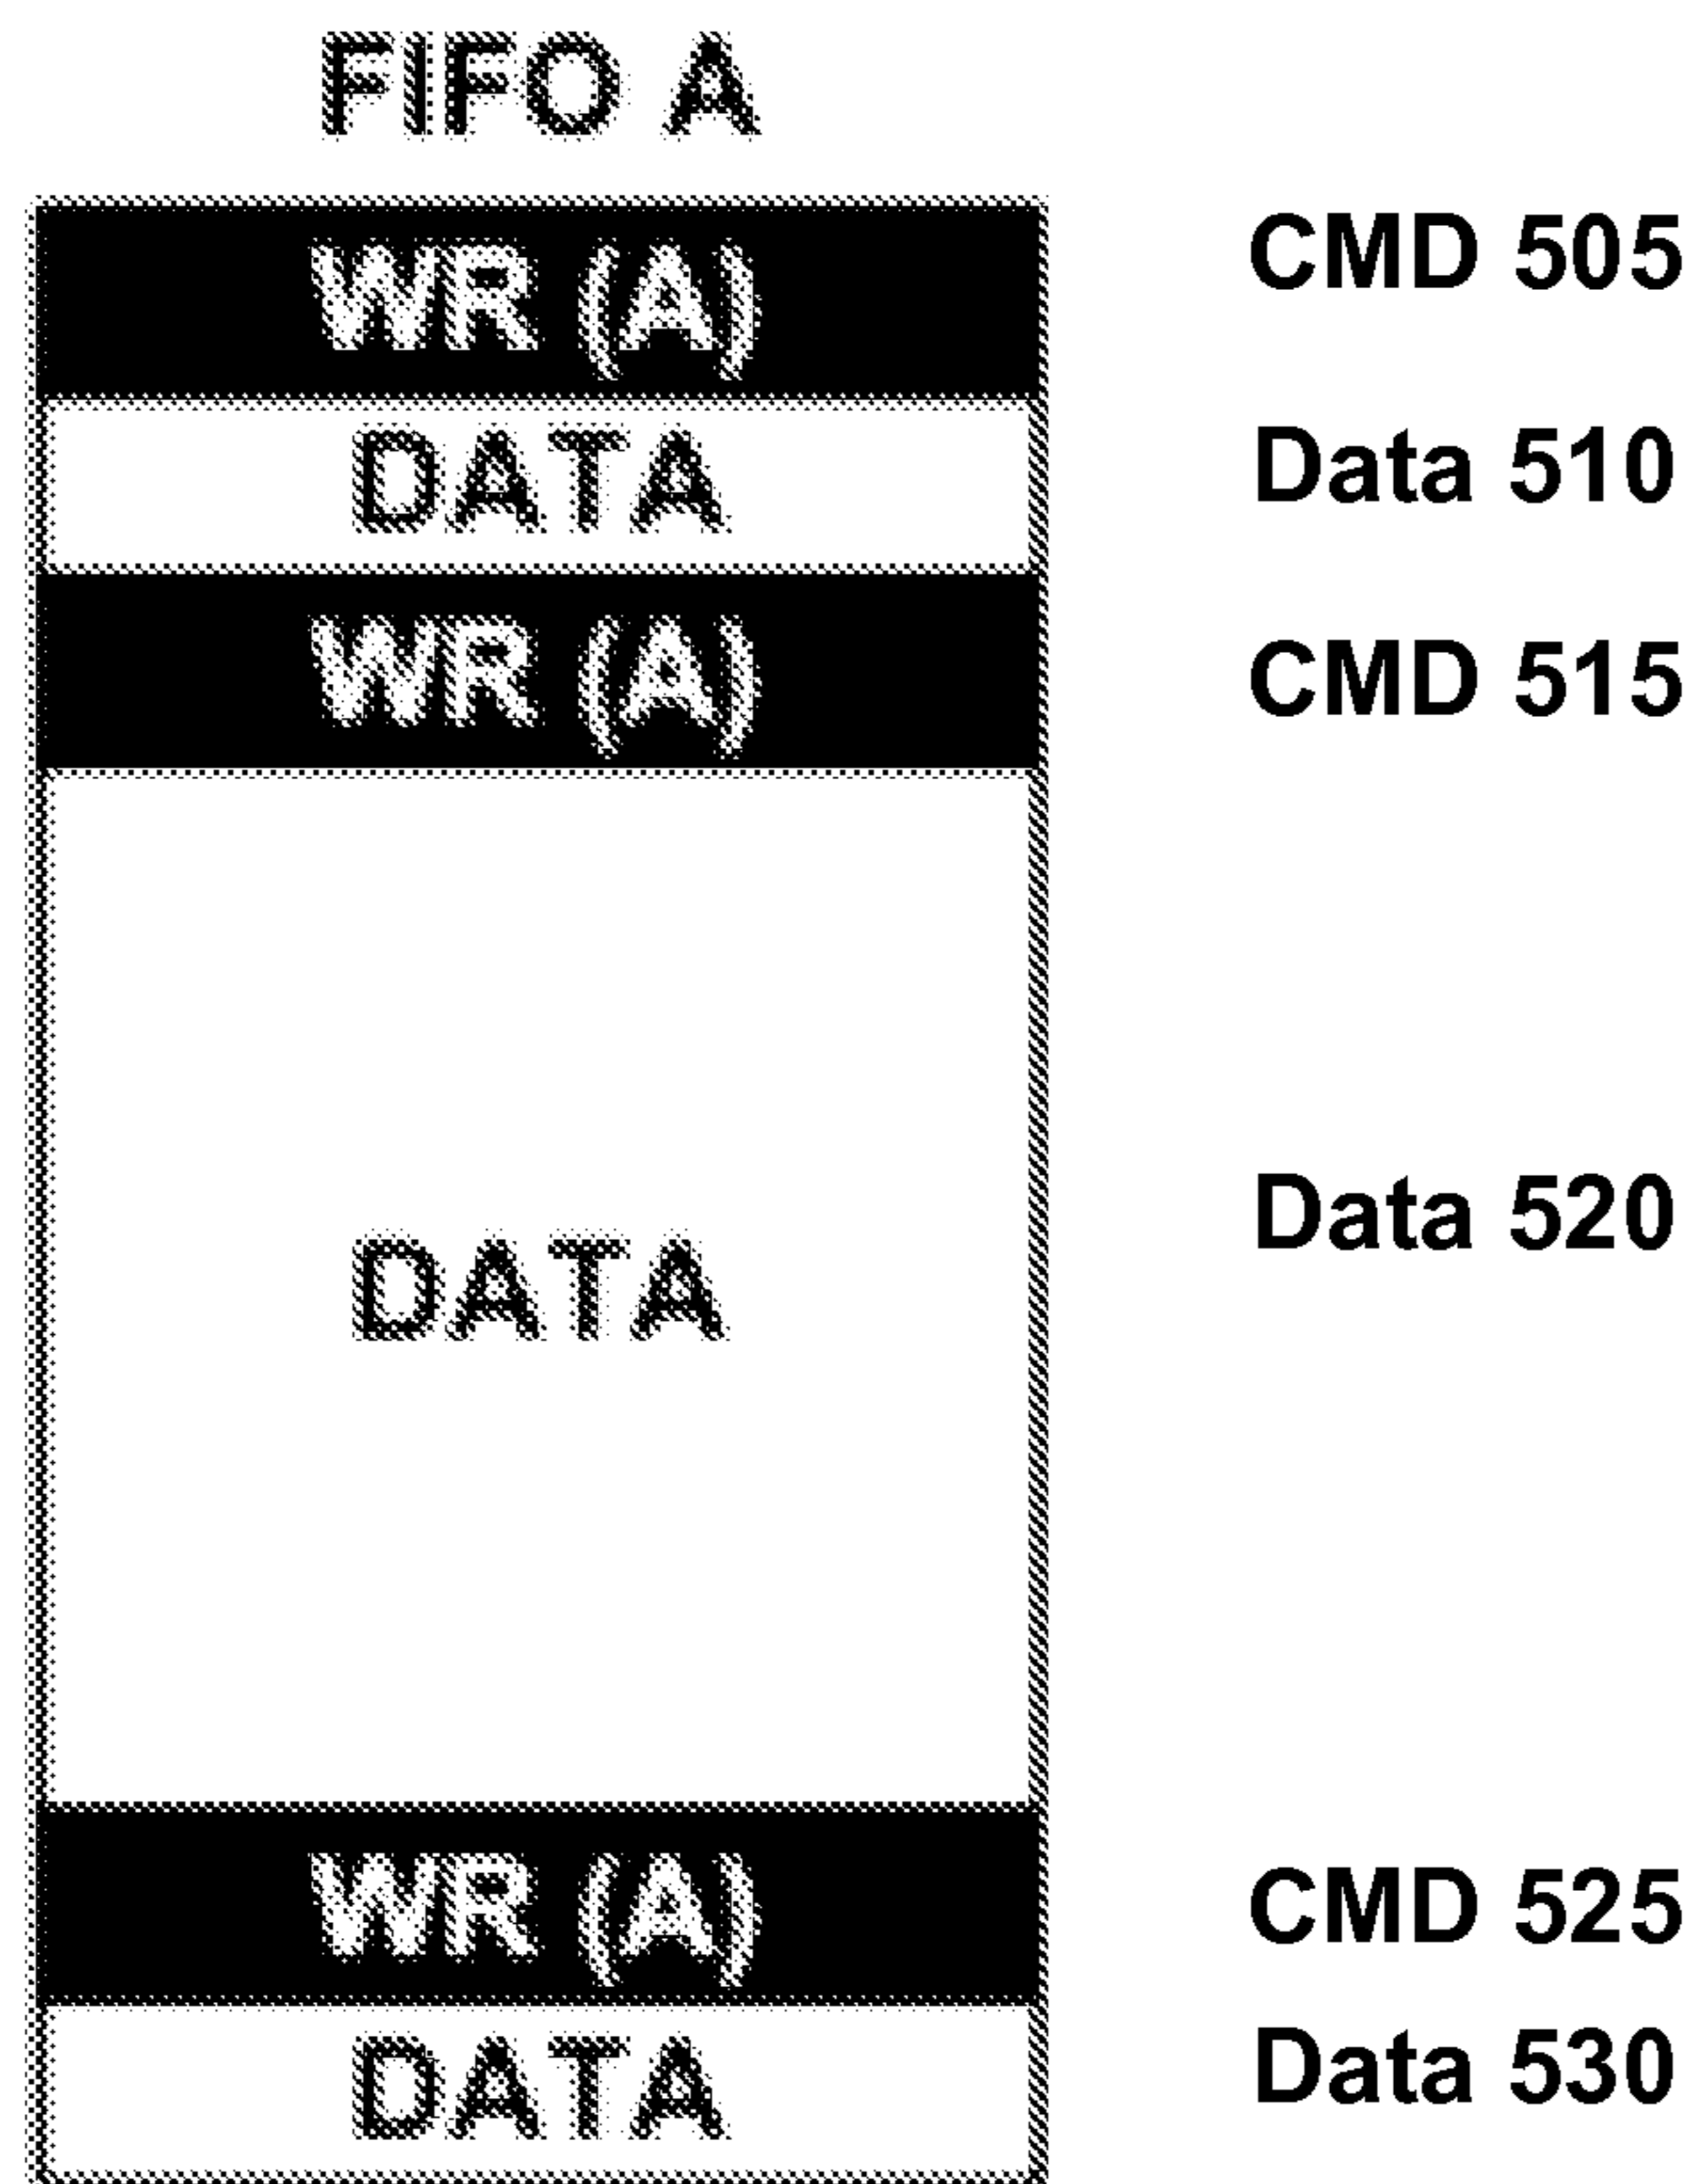 FIFO A
WR (A) CMD 505
DATA Data 510
WR (A) CMD 515
DATA Data 520
WR (A) CMD 525
DATA Data 530